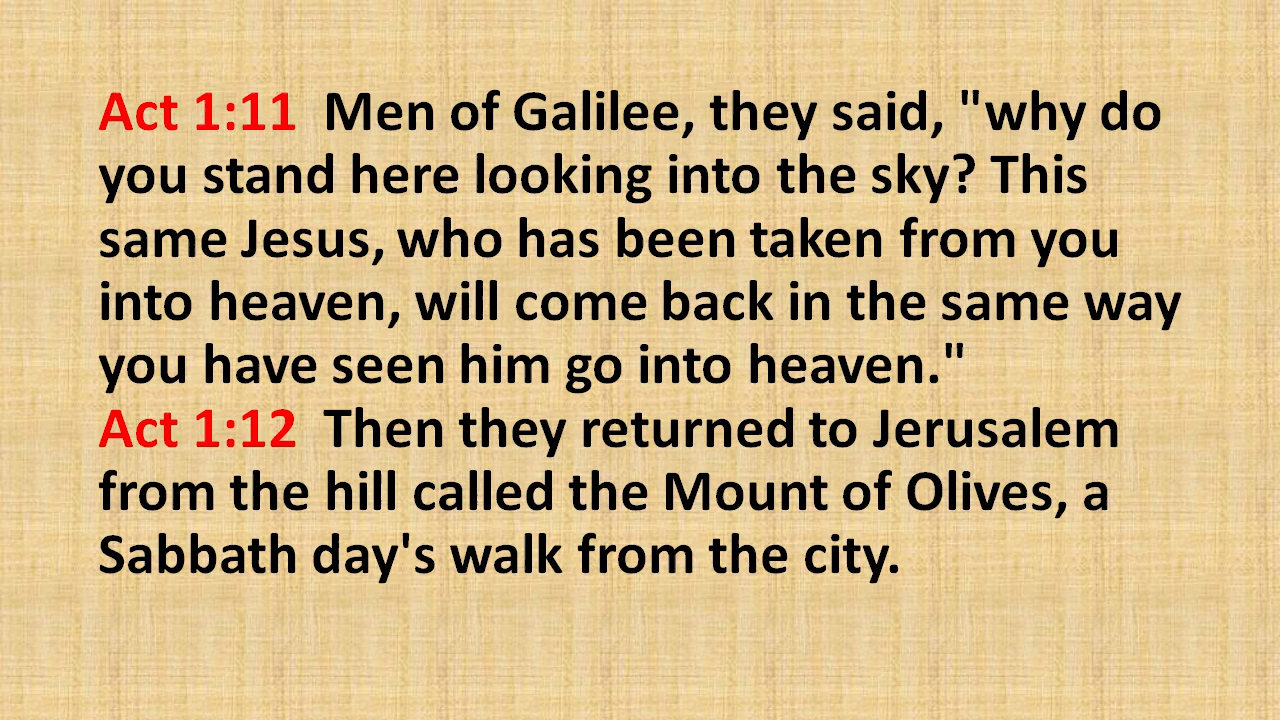 Act 1:11  Men of Galilee, they said, "why do
you stand here looking into the sky? This
same Jesus, who has been taken from you
into heaven, will come back in the same way
you have seen him go into heaven."
Act 1:12  Then they returned to Jerusalem
from the hill called the Mount of Olives, a
Sabbath day's walk from the city.